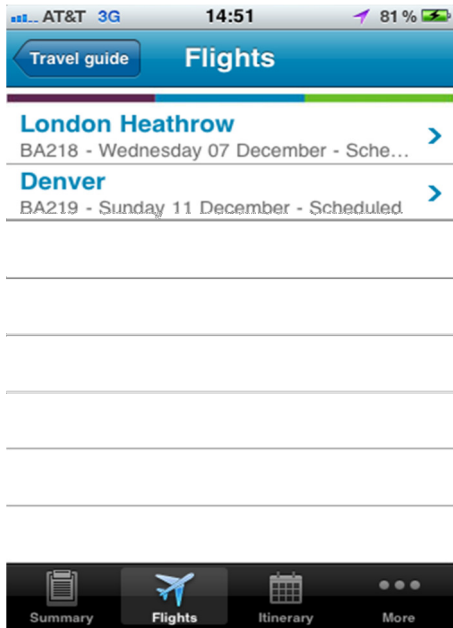 AT&T 3G 14:51 81%
Travel guide Flights
London Heathrow
BA218 - Wednesday 07 December - Sche...
Denver
BA219 - Sunday 11 December - Scheduled
Summary Flights Itinerary More